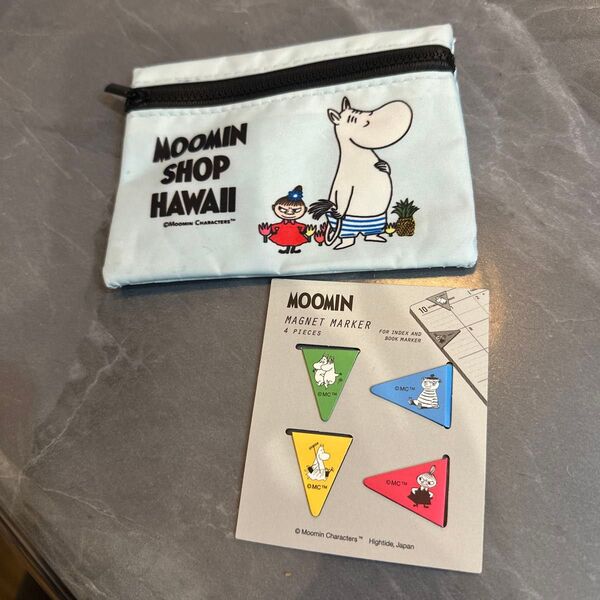 MOOMIN
SHOP
HAWAII
©MOOMIN CHARACTERS™
MOOMIN
MAGNET MARKER
4 PIECES
FOR INDEX AND
BOOK MARKER
10
©MC™
©MC™
©MC™
©MC™
© Moomin Characters™ Hightide, Japan